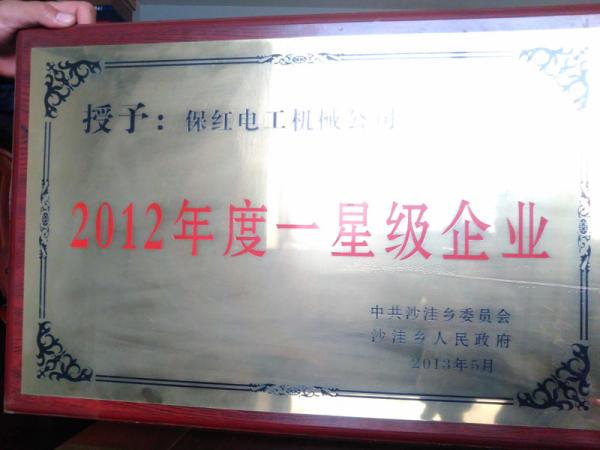 授予：保红电工机械公司
2012年度一星级企业
中共沙洼乡委员会
沙洼乡人民政府
2013年5月